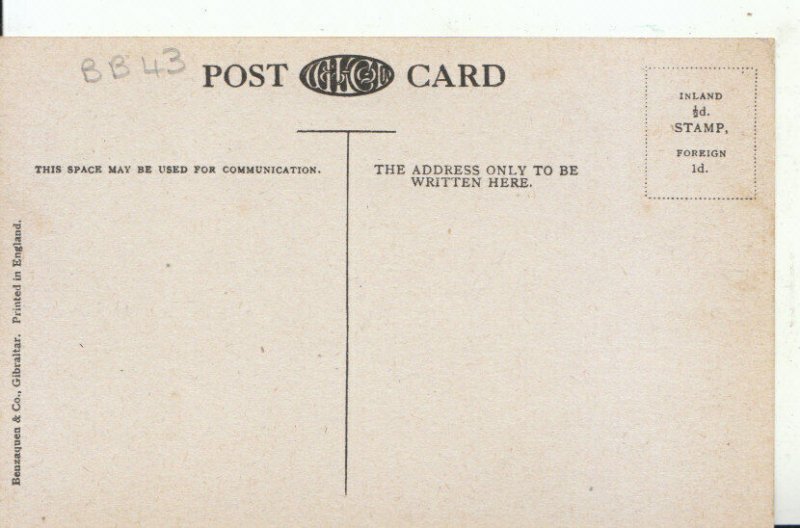 BB43
POST CARD
INLAND
½d.
STAMP,
FOREIGN
1d.
THIS SPACE MAY BE USED FOR COMMUNICATION.
THE ADDRESS ONLY TO BE
WRITTEN HERE.
Benzaquen & Co., Gibraltar. Printed in England.